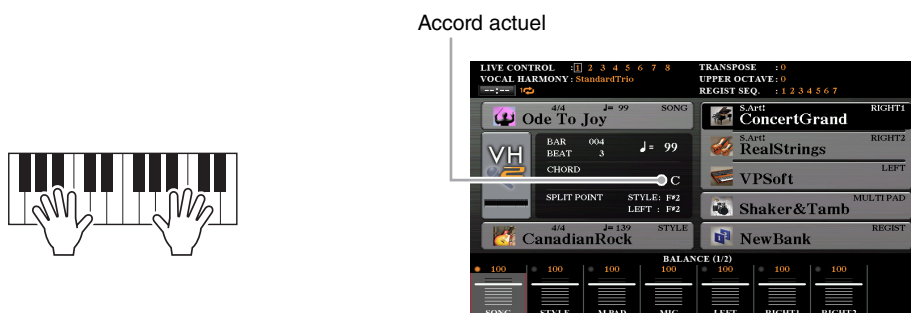 Accord actuel
LIVE CONTROL : 1 2 3 4 5 6 7 8 TRANSPOSE : 0
VOCAL HARMONY : StandardTrio UPPER OCTAVE : 0
--:-- REGIST SEQ. : 1 2 3 4 5 6 7
4/4 ♩= 99 SONG
Ode To Joy
S.Art! RIGHT1
ConcertGrand
VH2
BAR 004
BEAT 3
♩= 99
CHORD
C
SPLIT POINT STYLE: F#2
LEFT : F#2
S.Art! RIGHT2
RealStrings
LEFT
VPSoft
MULTI PAD
Shaker&Tamb
4/4 ♩=139 STYLE
CanadianRock
REGIST
NewBank
BALANCE (1/2)
100 100 100 100 100 100 100
SONG STYLE M.PAD MIC LEFT RIGHT1 RIGHT2